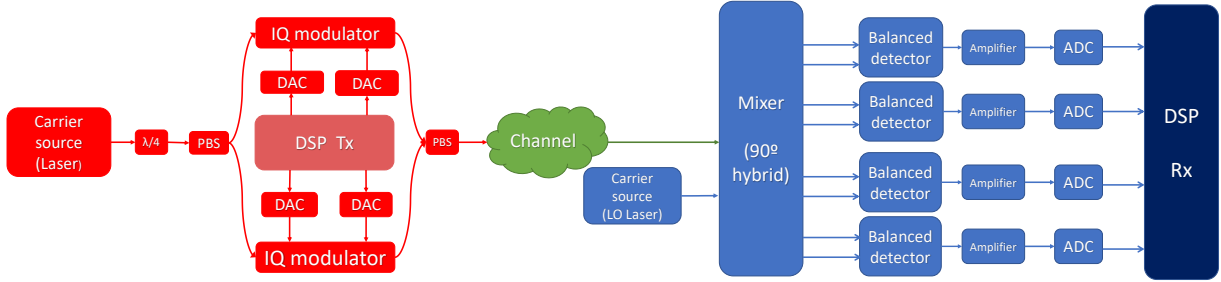 Carrier
source
(Laser)
λ/4
PBS
IQ modulator
DAC
DAC
DSP Tx
DAC
DAC
IQ modulator
PBS
Channel
Carrier
source
(LO Laser)
Mixer
(90º
hybrid)
Balanced
detector
Amplifier
ADC
Balanced
detector
Amplifier
ADC
Balanced
detector
Amplifier
ADC
Balanced
detector
Amplifier
ADC
DSP
Rx